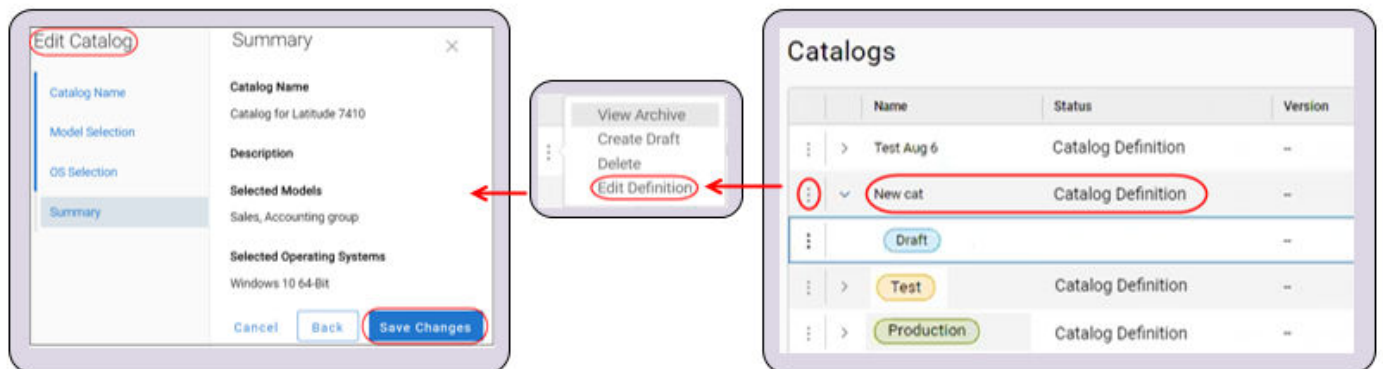 Edit Catalog
Catalog Name
Model Selection
OS Selection
Summary
Summary
Catalog Name
Catalog for Latitude 7410
Description
Selected Models
Sales, Accounting group
Selected Operating Systems
Windows 10 64-Bit
Cancel Back Save Changes
View Archive
Create Draft
Delete
Edit Definition
Catalogs
Name Status Version
Test Aug 6 Catalog Definition --
New cat Catalog Definition --
Draft --
Test Catalog Definition --
Production Catalog Definition --